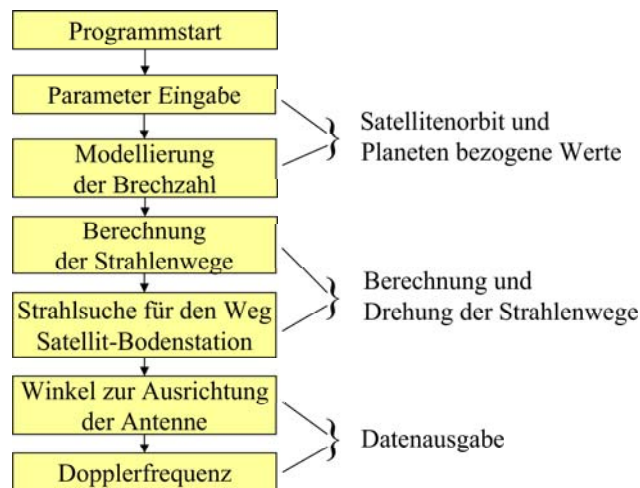 Programmstart
Parameter Eingabe
Modellierung
der Brechzahl
Satellitenorbit und
Planeten bezogene Werte
Berechnung
der Strahlenwege
Strahlsuche für den Weg
Satellit-Bodenstation
Berechnung und
Drehung der Strahlenwege
Winkel zur Ausrichtung
der Antenne
Dopplerfrequenz
Datenausgabe